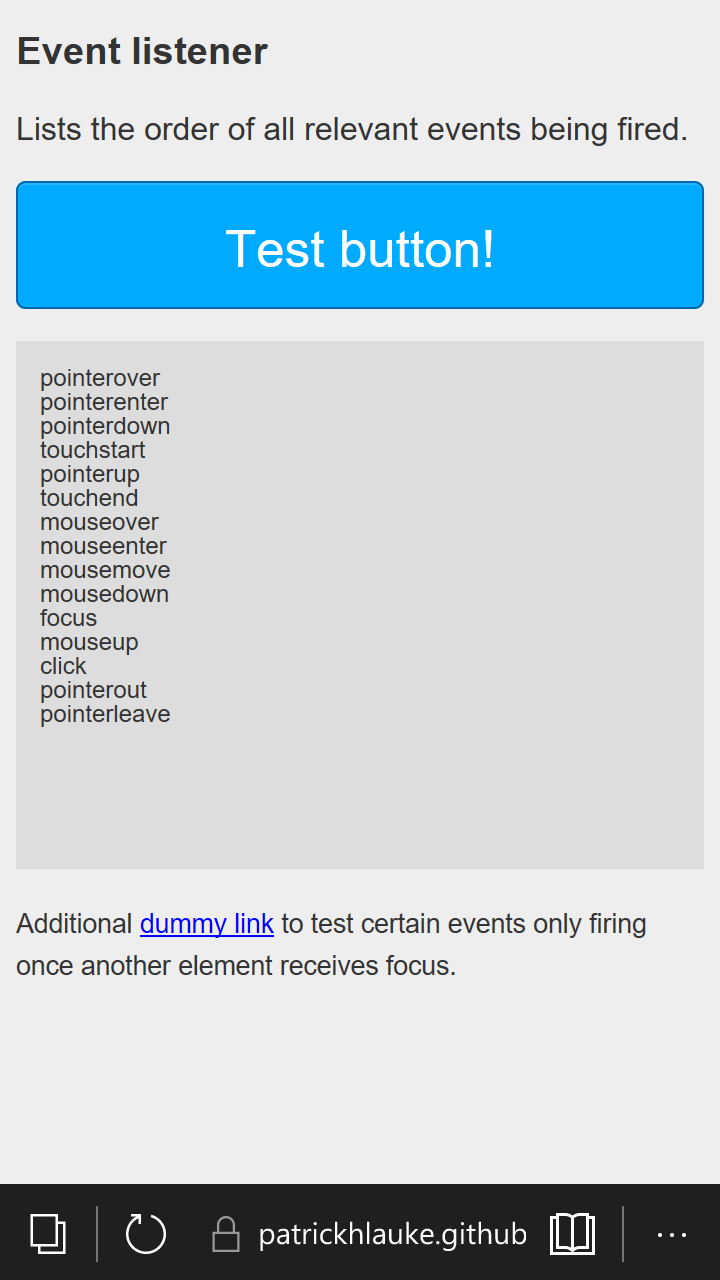 Event listener
Lists the order of all relevant events being fired.
Test button!
pointerover
pointerenter
pointerdown
touchstart
pointerup
touchend
mouseover
mouseenter
mousemove
mousedown
focus
mouseup
click
pointerout
pointerleave
Additional dummy link to test certain events only firing
once another element receives focus.
patrickhlauke.github